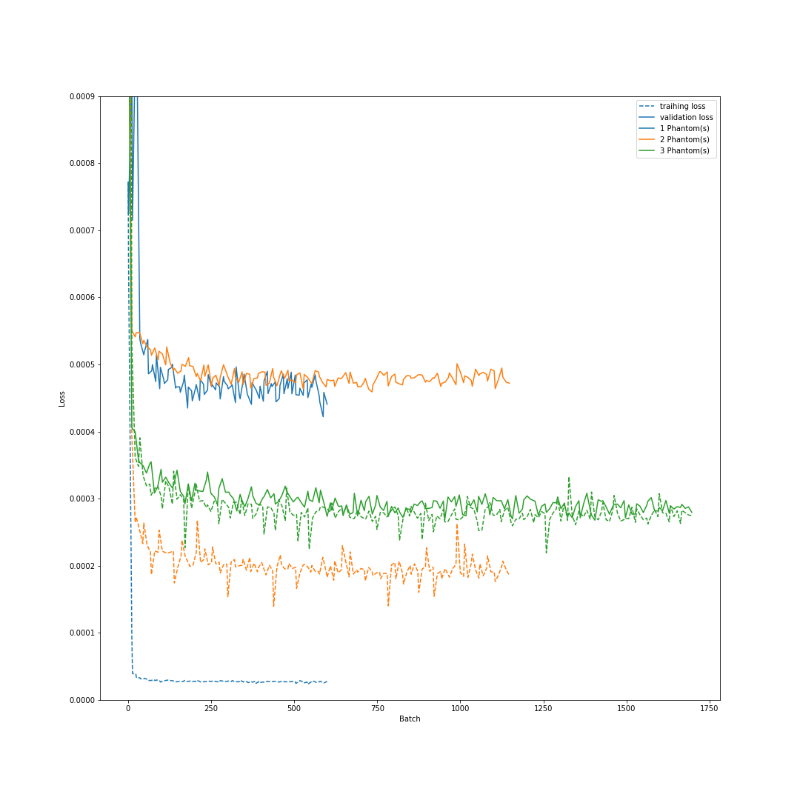 0.0009
0.0008
0.0007
0.0006
0.0005
0.0004
0.0003
0.0002
0.0001
0.0000
Loss
0 250 500 750 1000 1250 1500 1750
Batch
traihing loss
validation loss
1 Phantom(s)
2 Phantom(s)
3 Phantom(s)